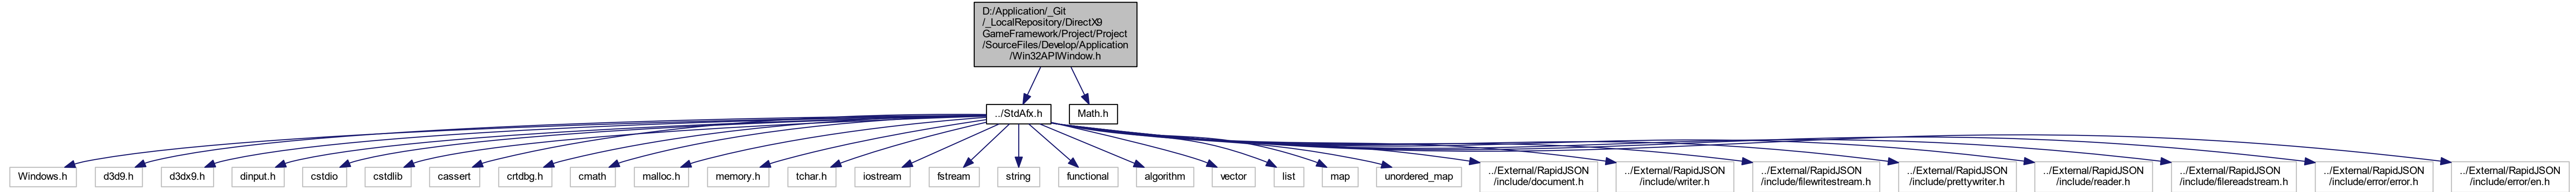 D:/Application/_Git
/_LocalRepository/DirectX9
GameFramework/Project/Project
/SourceFiles/Develop/Application
/Win32APIWindow.h
../StdAfx.h
Math.h
Windows.h
d3d9.h
d3dx9.h
dinput.h
cstdio
cstdlib
cassert
crtdbg.h
cmath
malloc.h
memory.h
tchar.h
iostream
fstream
string
functional
algorithm
vector
list
map
unordered_map
../External/RapidJSON
/include/document.h
../External/RapidJSON
/include/writer.h
../External/RapidJSON
/include/filewritestream.h
../External/RapidJSON
/include/prettywriter.h
../External/RapidJSON
/include/reader.h
../External/RapidJSON
/include/filereadstream.h
../External/RapidJSON
/include/error/error.h
../External/RapidJSON
/include/error/en.h